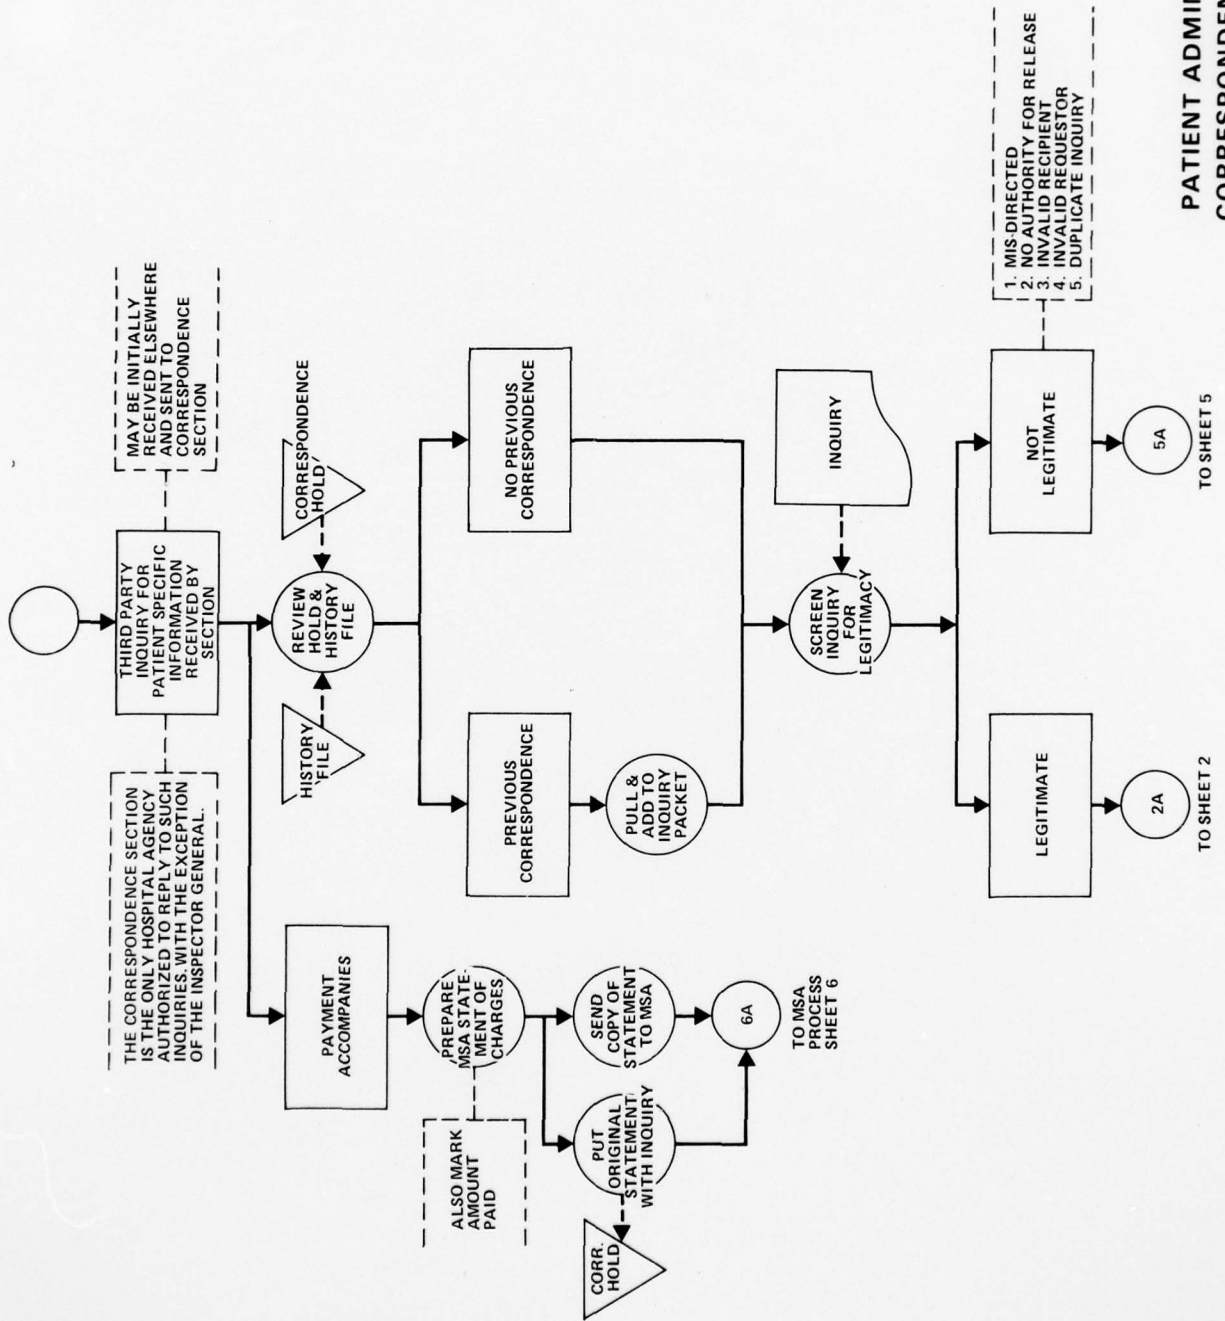 THE CORRESPONDENCE SECTION
IS THE ONLY HOSPITAL AGENCY
AUTHORIZED TO REPLY TO SUCH
INQUIRIES. WITH THE EXCEPTION
OF THE INSPECTOR GENERAL.
THIRD PARTY
INQUIRY FOR
PATIENT SPECIFIC
INFORMATION
RECEIVED BY
SECTION
MAY BE INITIALLY
RECEIVED ELSEWHERE
AND SENT TO
CORRESPONDENCE
SECTION
PAYMENT
ACCOMPANIES
HISTORY
FILE
REVIEW
HOLD &
HISTORY
FILE
CORRESPONDENCE
HOLD
ALSO MARK
AMOUNT
PAID
PREPARE
MSA STATE-
MENT OF
CHARGES
PREVIOUS
CORRESPONDENCE
NO PREVIOUS
CORRESPONDENCE
CORR.
HOLD
PUT
ORIGINAL
STATEMENT
WITH INQUIRY
SEND
COPY OF
STATEMENT
TO MSA
PULL &
ADD TO
INQUIRY
PACKET
6A
TO MSA
PROCESS
SHEET 6
SCREEN
INQUIRY
FOR
LEGITIMACY
INQUIRY
LEGITIMATE
NOT
LEGITIMATE
1. MIS-DIRECTED
2. NO AUTHORITY FOR RELEASE
3. INVALID RECIPIENT
4. INVALID REQUESTOR
5. DUPLICATE INQUIRY
2A
TO SHEET 2
5A
TO SHEET 5
PATIENT